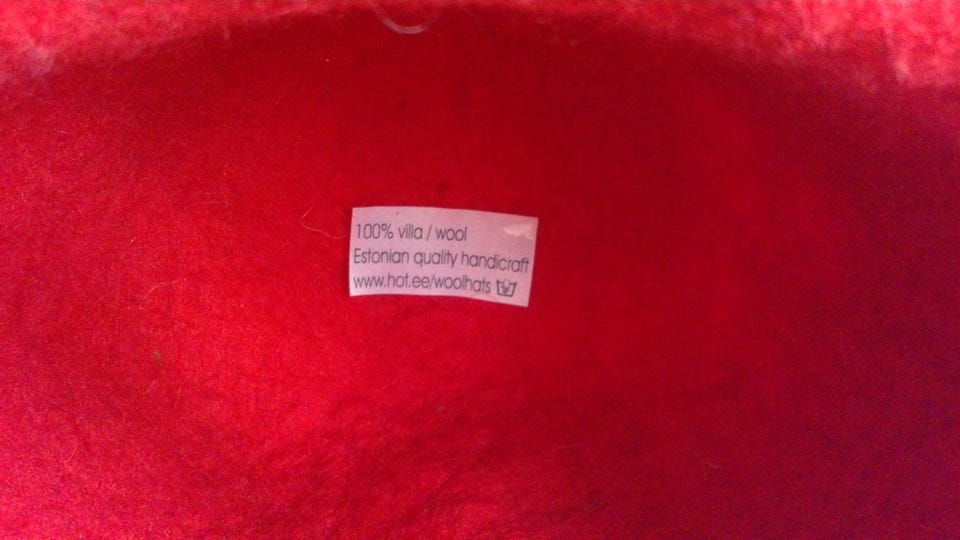 100% villa / wool
Estonian quality handicraft
www.hot.ee/woolhats